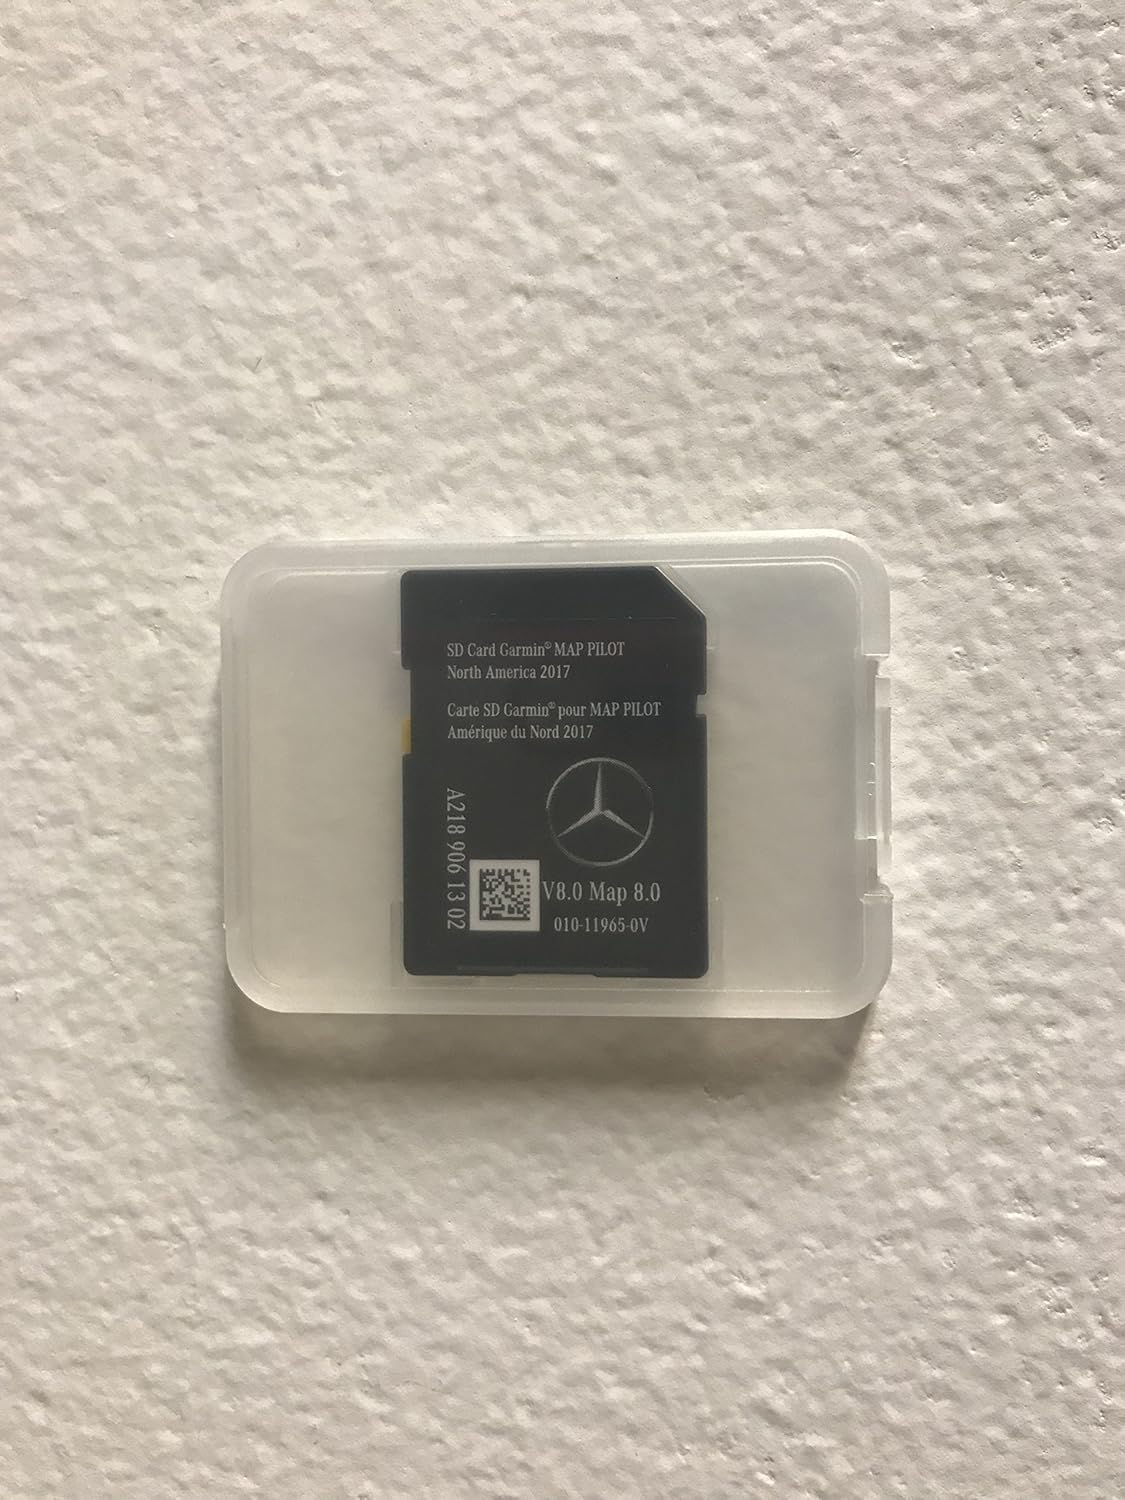 SD Card Garmin® MAP PILOT
North America 2017
Carte SD Garmin® pour MAP PILOT
Amérique du Nord 2017
A218 906 13 02
V8.0 Map 8.0
010-11965-0V